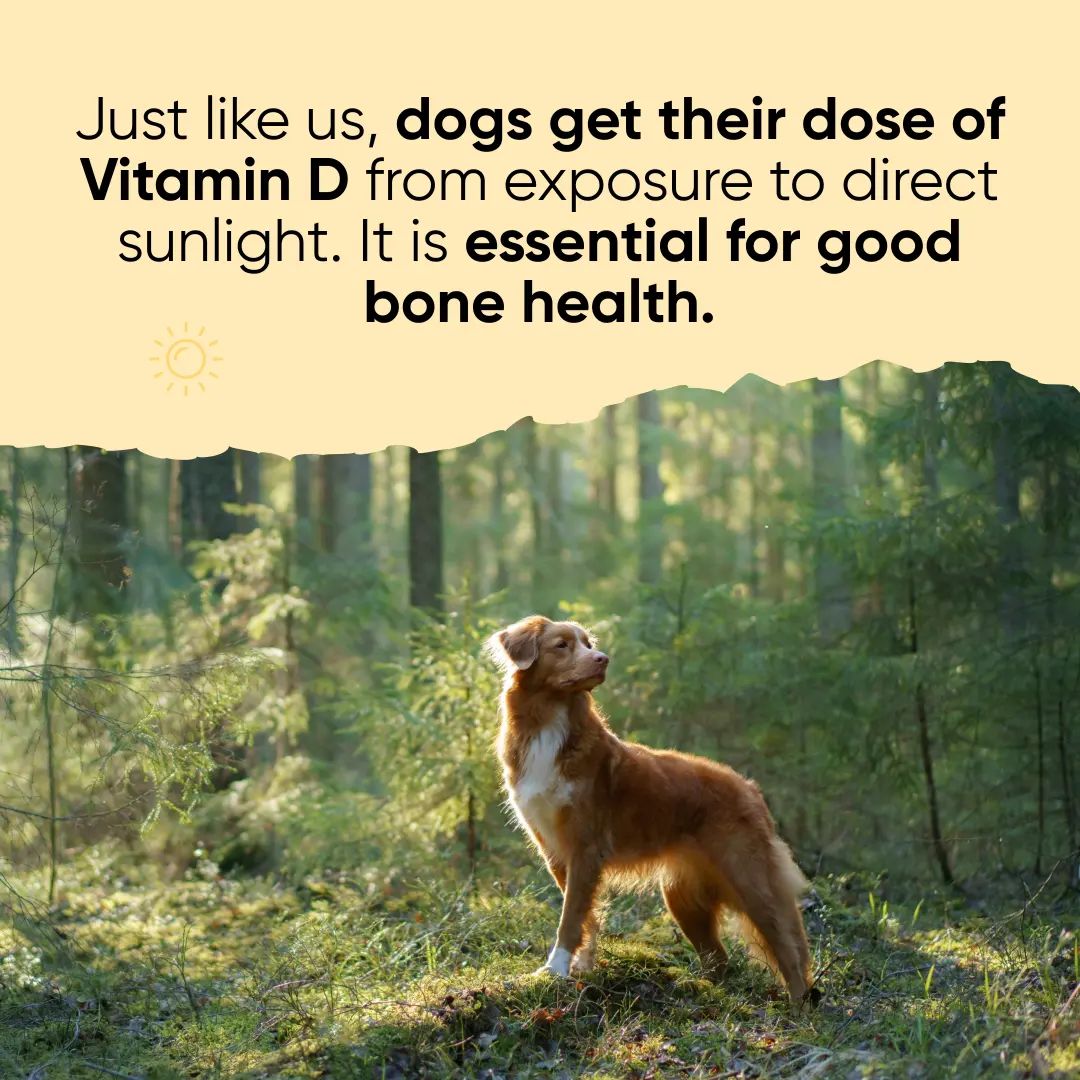 Just like us, dogs get their dose of
Vitamin D from exposure to direct
sunlight. It is essential for good
bone health.